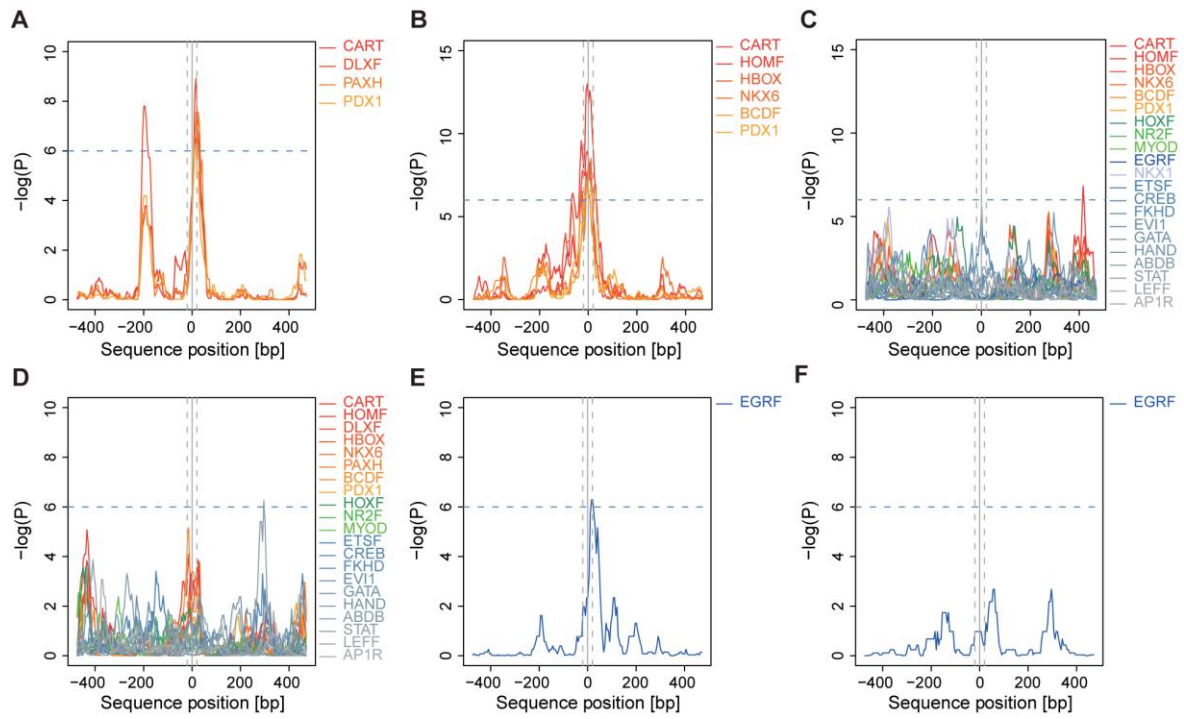 A
10
8
6
4
2
0
−log(P)
−400 −200 0 200 400
Sequence position [bp]
CART
DLXF
PAXH
PDX1
B
15
10
5
0
−log(P)
−400 −200 0 200 400
Sequence position [bp]
CART
HOMF
HBOX
NKX6
BCDF
PDX1
C
15
10
5
0
−log(P)
−400 −200 0 200 400
Sequence position [bp]
CART
HOMF
HBOX
NKX6
BCDF
PDX1
HOXF
NR2F
MYOD
EGRF
NKX1
ETSF
CREB
FKHD
EVI1
GATA
HAND
ABDB
STAT
LEFF
AP1R
D
10
8
6
4
2
0
−log(P)
−400 −200 0 200 400
Sequence position [bp]
CART
HOMF
DLXF
HBOX
NKX6
PAXH
BCDF
PDX1
HOXF
NR2F
MYOD
ETSF
CREB
FKHD
EVI1
GATA
HAND
ABDB
STAT
LEFF
AP1R
E
10
8
6
4
2
0
−log(P)
−400 −200 0 200 400
Sequence position [bp]
EGRF
F
10
8
6
4
2
0
−log(P)
−400 −200 0 200 400
Sequence position [bp]
EGRF